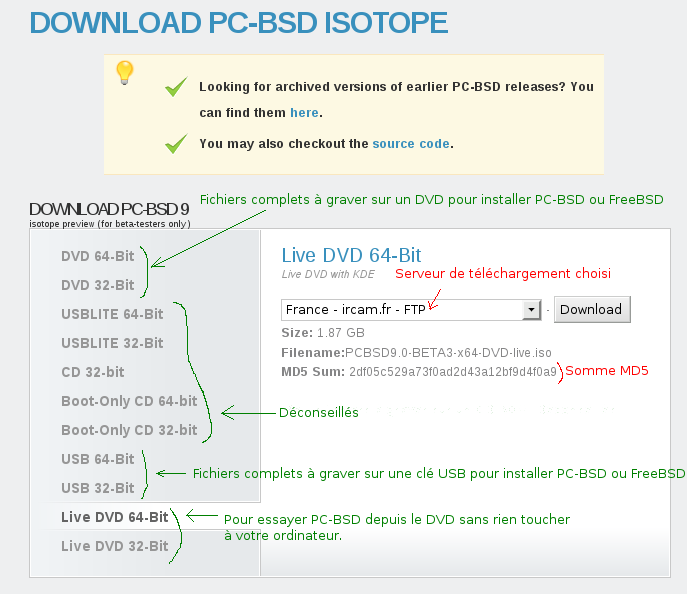 DOWNLOAD PC-BSD ISOTOPE
Looking for archived versions of earlier PC-BSD releases? You
can find them here.
You may also checkout the source code.
Fichiers complets à graver sur un DVD pour installer PC-BSD ou FreeBSD
DOWNLOAD PC-BSD 9
isotope preview (for beta-testers only)
DVD 64-Bit
DVD 32-Bit
USBLITE 64-Bit
USBLITE 32-Bit
CD 32-bit
Boot-Only CD 64-bit
Boot-Only CD 32-bit
USB 64-Bit
USB 32-Bit
Live DVD 64-Bit
Live DVD 32-Bit
Live DVD 64-Bit
Live DVD with KDE
Serveur de téléchargement choisi
France - ircam.fr - FTP - Download
Size: 1.87 GB
Filename:PCBSD9.0-BETA3-x64-DVD-live.iso
MD5 Sum: 2df05c529a73f0ad2d43a12bf9d4f0a9
Somme MD5
Déconseillés
Fichiers complets à graver sur une clé USB pour installer PC-BSD ou FreeBSD
Pour essayer PC-BSD depuis le DVD sans rien toucher
à votre ordinateur.